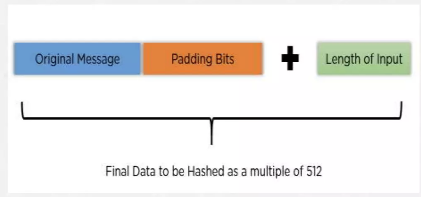 Original Message Padding Bits + Length of Input
Final Data to be Hashed as a multiple of 512